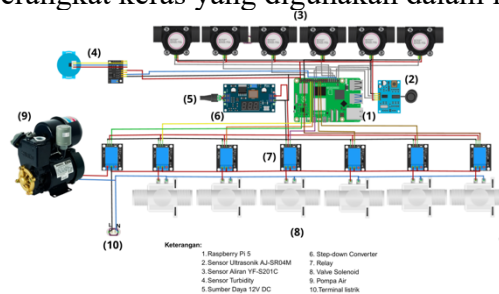 erangkat keras yang digunakan dalam
(3)
(4)
(2)
(5)
(6)
(1)
(9)
(7)
(8)
L N
(10)
Keterangan:
1. Raspberry Pi 5
2. Sensor Ultrasonik AJ-SR04M
3. Sensor Aliran YF-S201C
4. Sensor Turbidity
5. Sumber Daya 12V DC
6. Step-down Converter
7. Relay
8. Valve Solenoid
9. Pompa Air
10. Terminal listrik